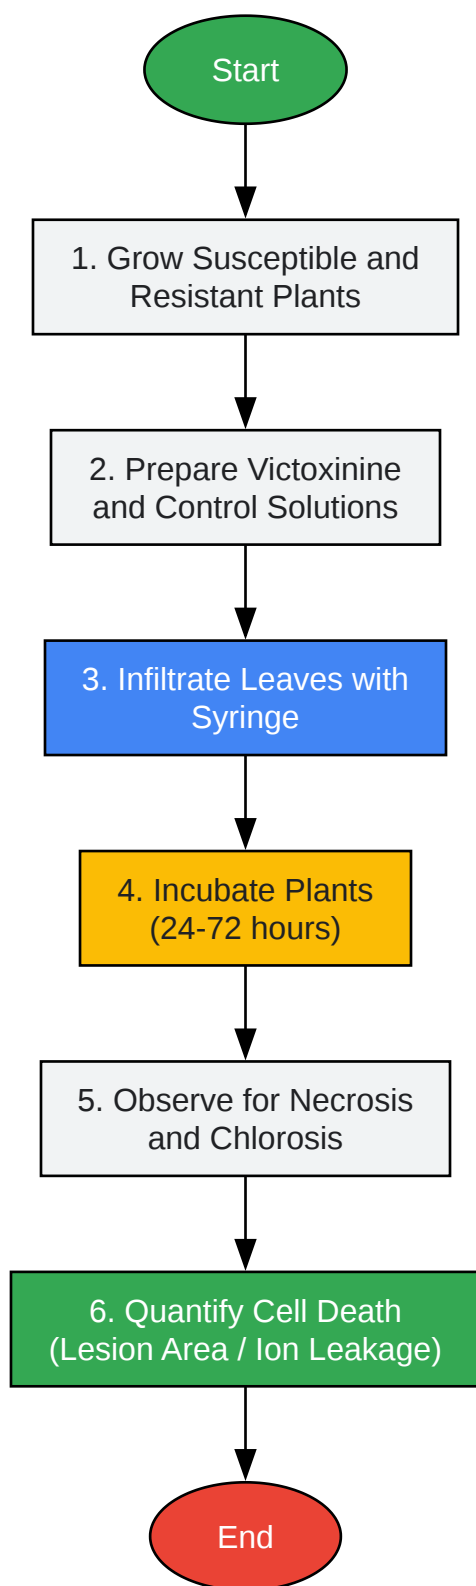 Start
1. Grow Susceptible and
Resistant Plants
2. Prepare Victoxinine
and Control Solutions
3. Infiltrate Leaves with
Syringe
4. Incubate Plants
(24-72 hours)
5. Observe for Necrosis
and Chlorosis
6. Quantify Cell Death
(Lesion Area / Ion Leakage)
End